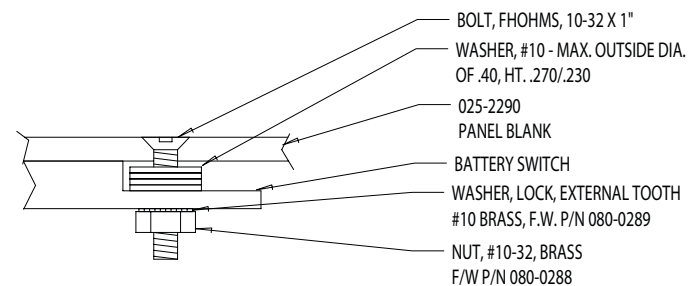 BOLT, FHOHMS, 10-32 X 1"
WASHER, #10 - MAX. OUTSIDE DIA.
OF .40, HT. .270/.230
025-2290
PANEL BLANK
BATTERY SWITCH
WASHER, LOCK, EXTERNAL TOOTH
#10 BRASS, F.W. P/N 080-0289
NUT, #10-32, BRASS
F/W P/N 080-0288